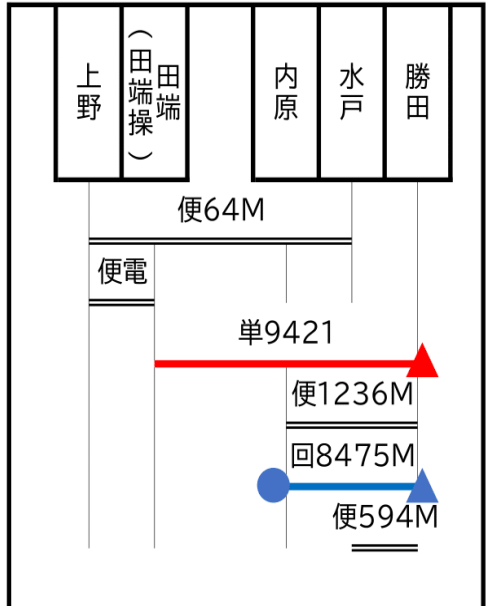 上野
田端
(田端操)
内原
水戸
勝田
便64M
便電
単9421
便1236M
回8475M
便594M